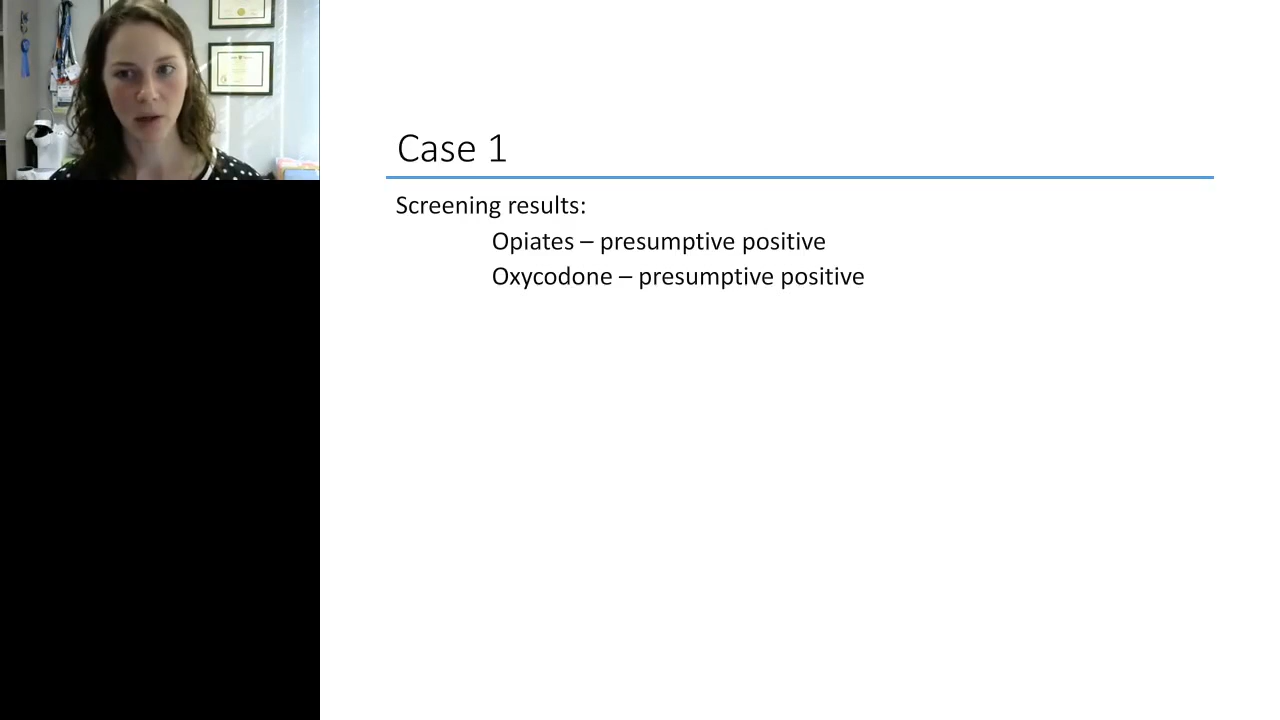 Case 1
Screening results:
Opiates – presumptive positive
Oxycodone – presumptive positive